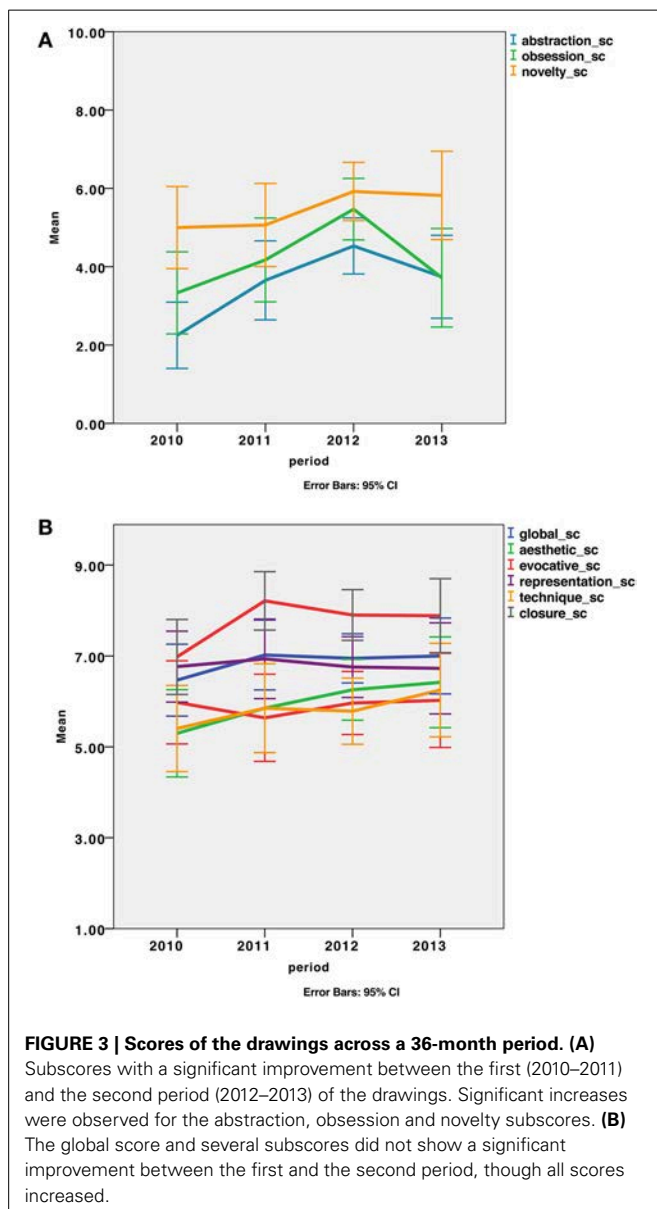 A
10.00
8.00
6.00
4.00
2.00
0.00
Mean
2010 2011 2012 2013
period
Error Bars: 95% CI
abstraction_sc
obsession_sc
novelty_sc
B
9.00
7.00
5.00
3.00
1.00
Mean
2010 2011 2012 2013
period
Error Bars: 95% CI
global_sc
aesthetic_sc
evocative_sc
representation_sc
technique_sc
closure_sc
FIGURE 3 | Scores of the drawings across a 36-month period. (A)
Subscores with a significant improvement between the first (2010–2011)
and the second period (2012–2013) of the drawings. Significant increases
were observed for the abstraction, obsession and novelty subscores. (B)
The global score and several subscores did not show a significant
improvement between the first and the second period, though all scores
increased.